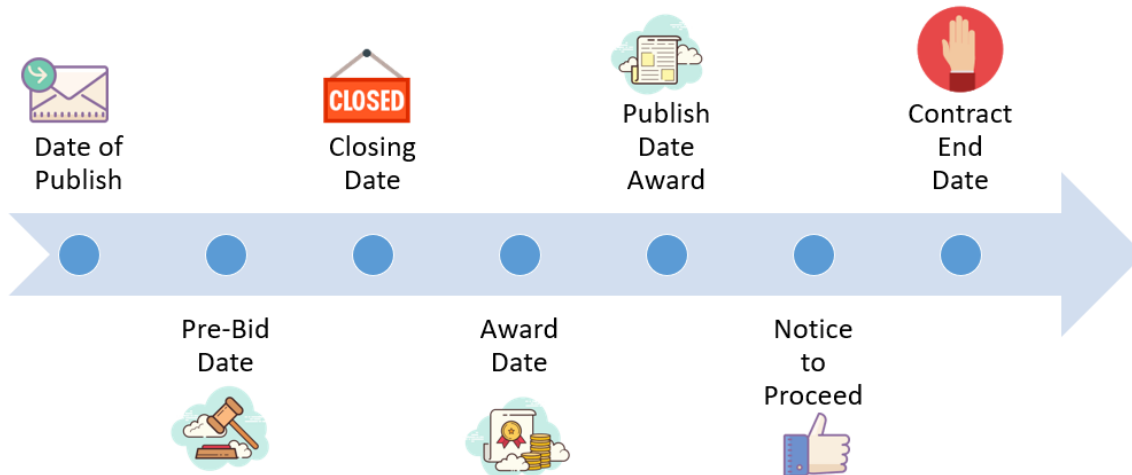 Date of
Publish
Pre-Bid
Date
CLOSED
Closing
Date
Award
Date
Publish
Date
Award
Notice
to
Proceed
Contract
End
Date